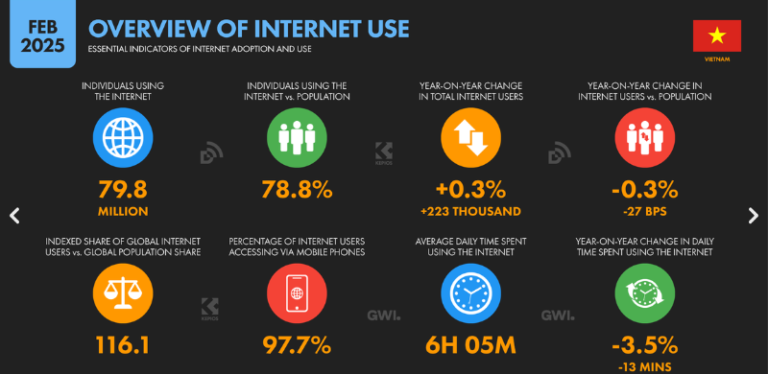 FEB
2025
OVERVIEW OF INTERNET USE
ESSENTIAL INDICATORS OF INTERNET ADOPTION AND USE
VIETNAM
INDIVIDUALS USING
THE INTERNET
79.8
MILLION
INDIVIDUALS USING THE
INTERNET vs. POPULATION
78.8%
YEAR-ON-YEAR CHANGE
IN TOTAL INTERNET USERS
+0.3%
+223 THOUSAND
YEAR-ON-YEAR CHANGE IN
INTERNET USERS vs. POPULATION
-0.3%
-27 BPS
INDEXED SHARE OF GLOBAL INTERNET
USERS vs. GLOBAL POPULATION SHARE
116.1
KEPIOS
PERCENTAGE OF INTERNET USERS
ACCESSING VIA MOBILE PHONES
97.7%
GWI.
AVERAGE DAILY TIME SPENT
USING THE INTERNET
6H 05M
GWI.
YEAR-ON-YEAR CHANGE IN DAILY
TIME SPENT USING THE INTERNET
-3.5%
-13 MINS
KEPIOS